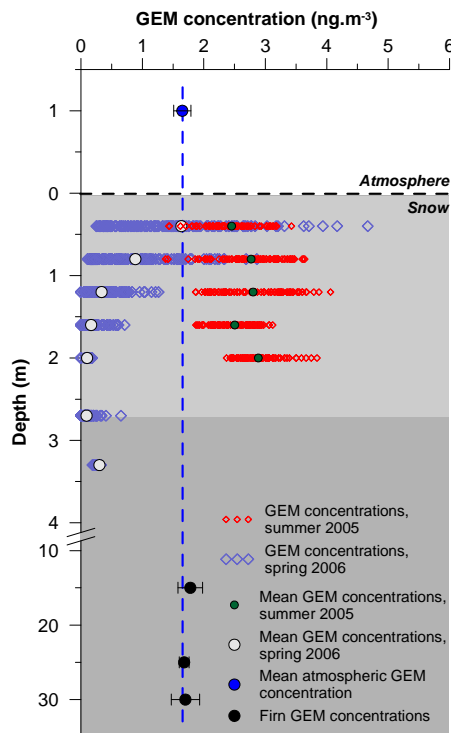 GEM concentration (ng.m-3)
0 1 2 3 4 5 6
1
Atmosphere
0
Snow
1
2
3
4
10
20
30
Depth (m)
GEM concentrations,
summer 2005
GEM concentrations,
spring 2006
Mean GEM concentrations,
summer 2005
Mean GEM concentrations,
spring 2006
Mean atmospheric GEM
concentration
Firn GEM concentrations